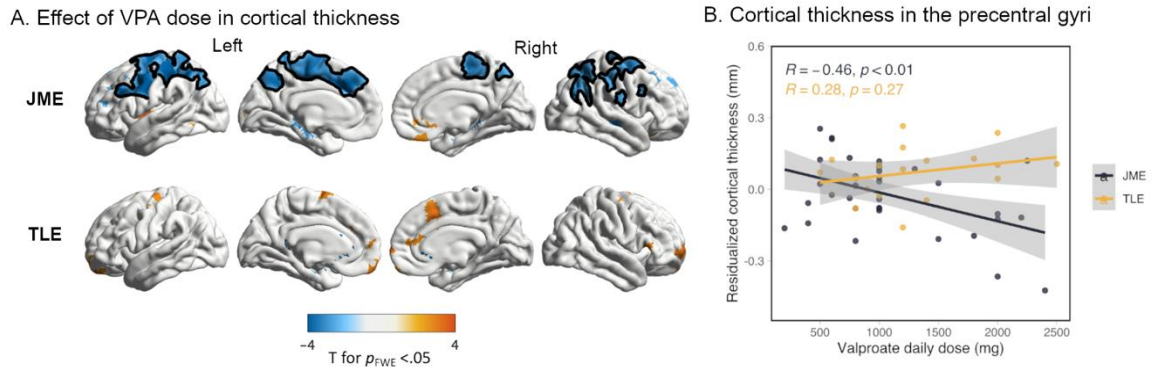 A. Effect of VPA dose in cortical thickness
Left
Right
JME
TLE
−4
4
T for pFWE <.05
B. Cortical thickness in the precentral gyri
R = −0.46, p < 0.01
R = 0.28, p = 0.27
Residualized cortical thickness (mm)
0.6
0.3
0.0
-0.3
500
1000
1500
2000
2500
Valproate daily dose (mg)
a JME
a TLE